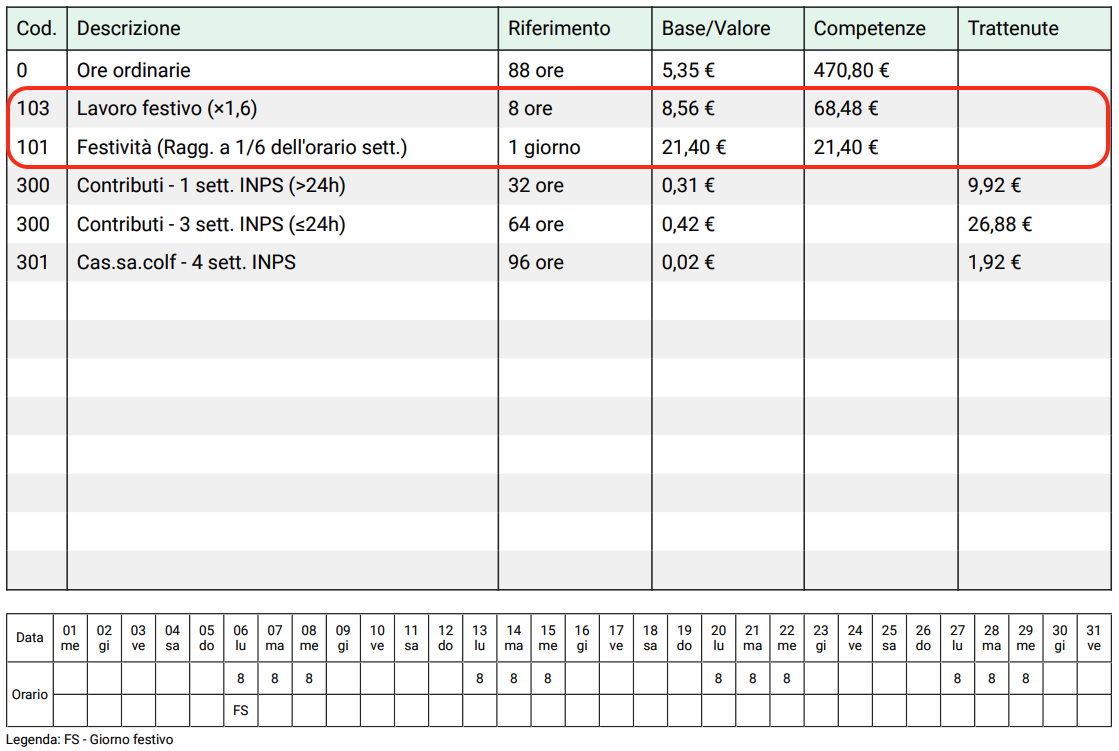 Cod. Descrizione Riferimento Base/Valore Competenze Trattenute
0 Ore ordinarie 88 ore 5,35 € 470,80 €
103 Lavoro festivo (×1,6) 8 ore 8,56 € 68,48 €
101 Festività (Ragg. a 1/6 dell'orario sett.) 1 giorno 21,40 € 21,40 €
300 Contributi - 1 sett. INPS (>24h) 32 ore 0,31 € 9,92 €
300 Contributi - 3 sett. INPS (≤24h) 64 ore 0,42 € 26,88 €
301 Cas.sa.colf - 4 sett. INPS 96 ore 0,02 € 1,92 €
Data 01 02 03 04 05 06 07 08 09 10 11 12 13 14 15 16 17 18 19 20 21 22 23 24 25 26 27 28 29 30 31
me gi ve sa do lu ma me gi ve sa do lu ma me gi ve sa do lu ma me gi ve sa do lu ma me gi ve
Orario 8 8 8 8 8 8 8 8 8 8 8 8
FS
Legenda: FS - Giorno festivo